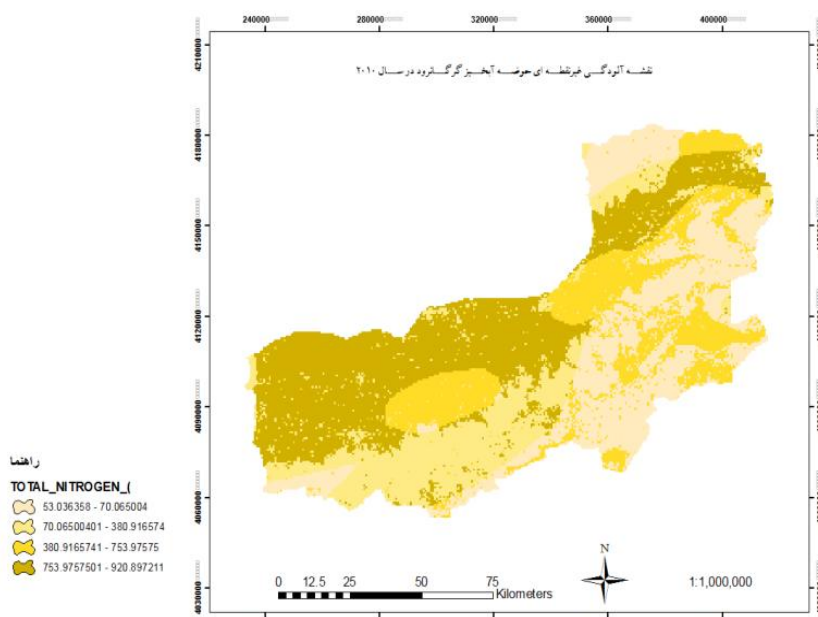 240000 280000 320000 360000 400000
نقشه آلودگی غیرنقطه ای حوضه آبخیز گرگانرود در سال ۲۰۱۰
4210000
4180000
4150000
4120000
4090000
4060000
4030000
راهنما
TOTAL_NITROGEN_(
53.036358 - 70.065004
70.06500401 - 380.916574
380.9165741 - 753.97575
753.9757501 - 920.897211
N
0 12.5 25 50 75
Kilometers
1:1,000,000